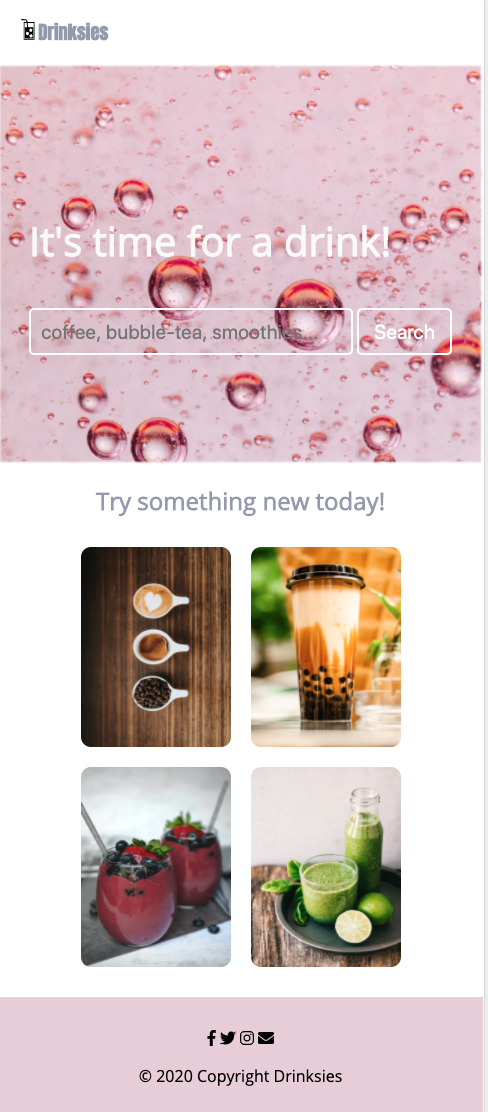 Drinksies
It's time for a drink!
coffee, bubble-tea, smoothies...
Search
Try something new today!
© 2020 Copyright Drinksies